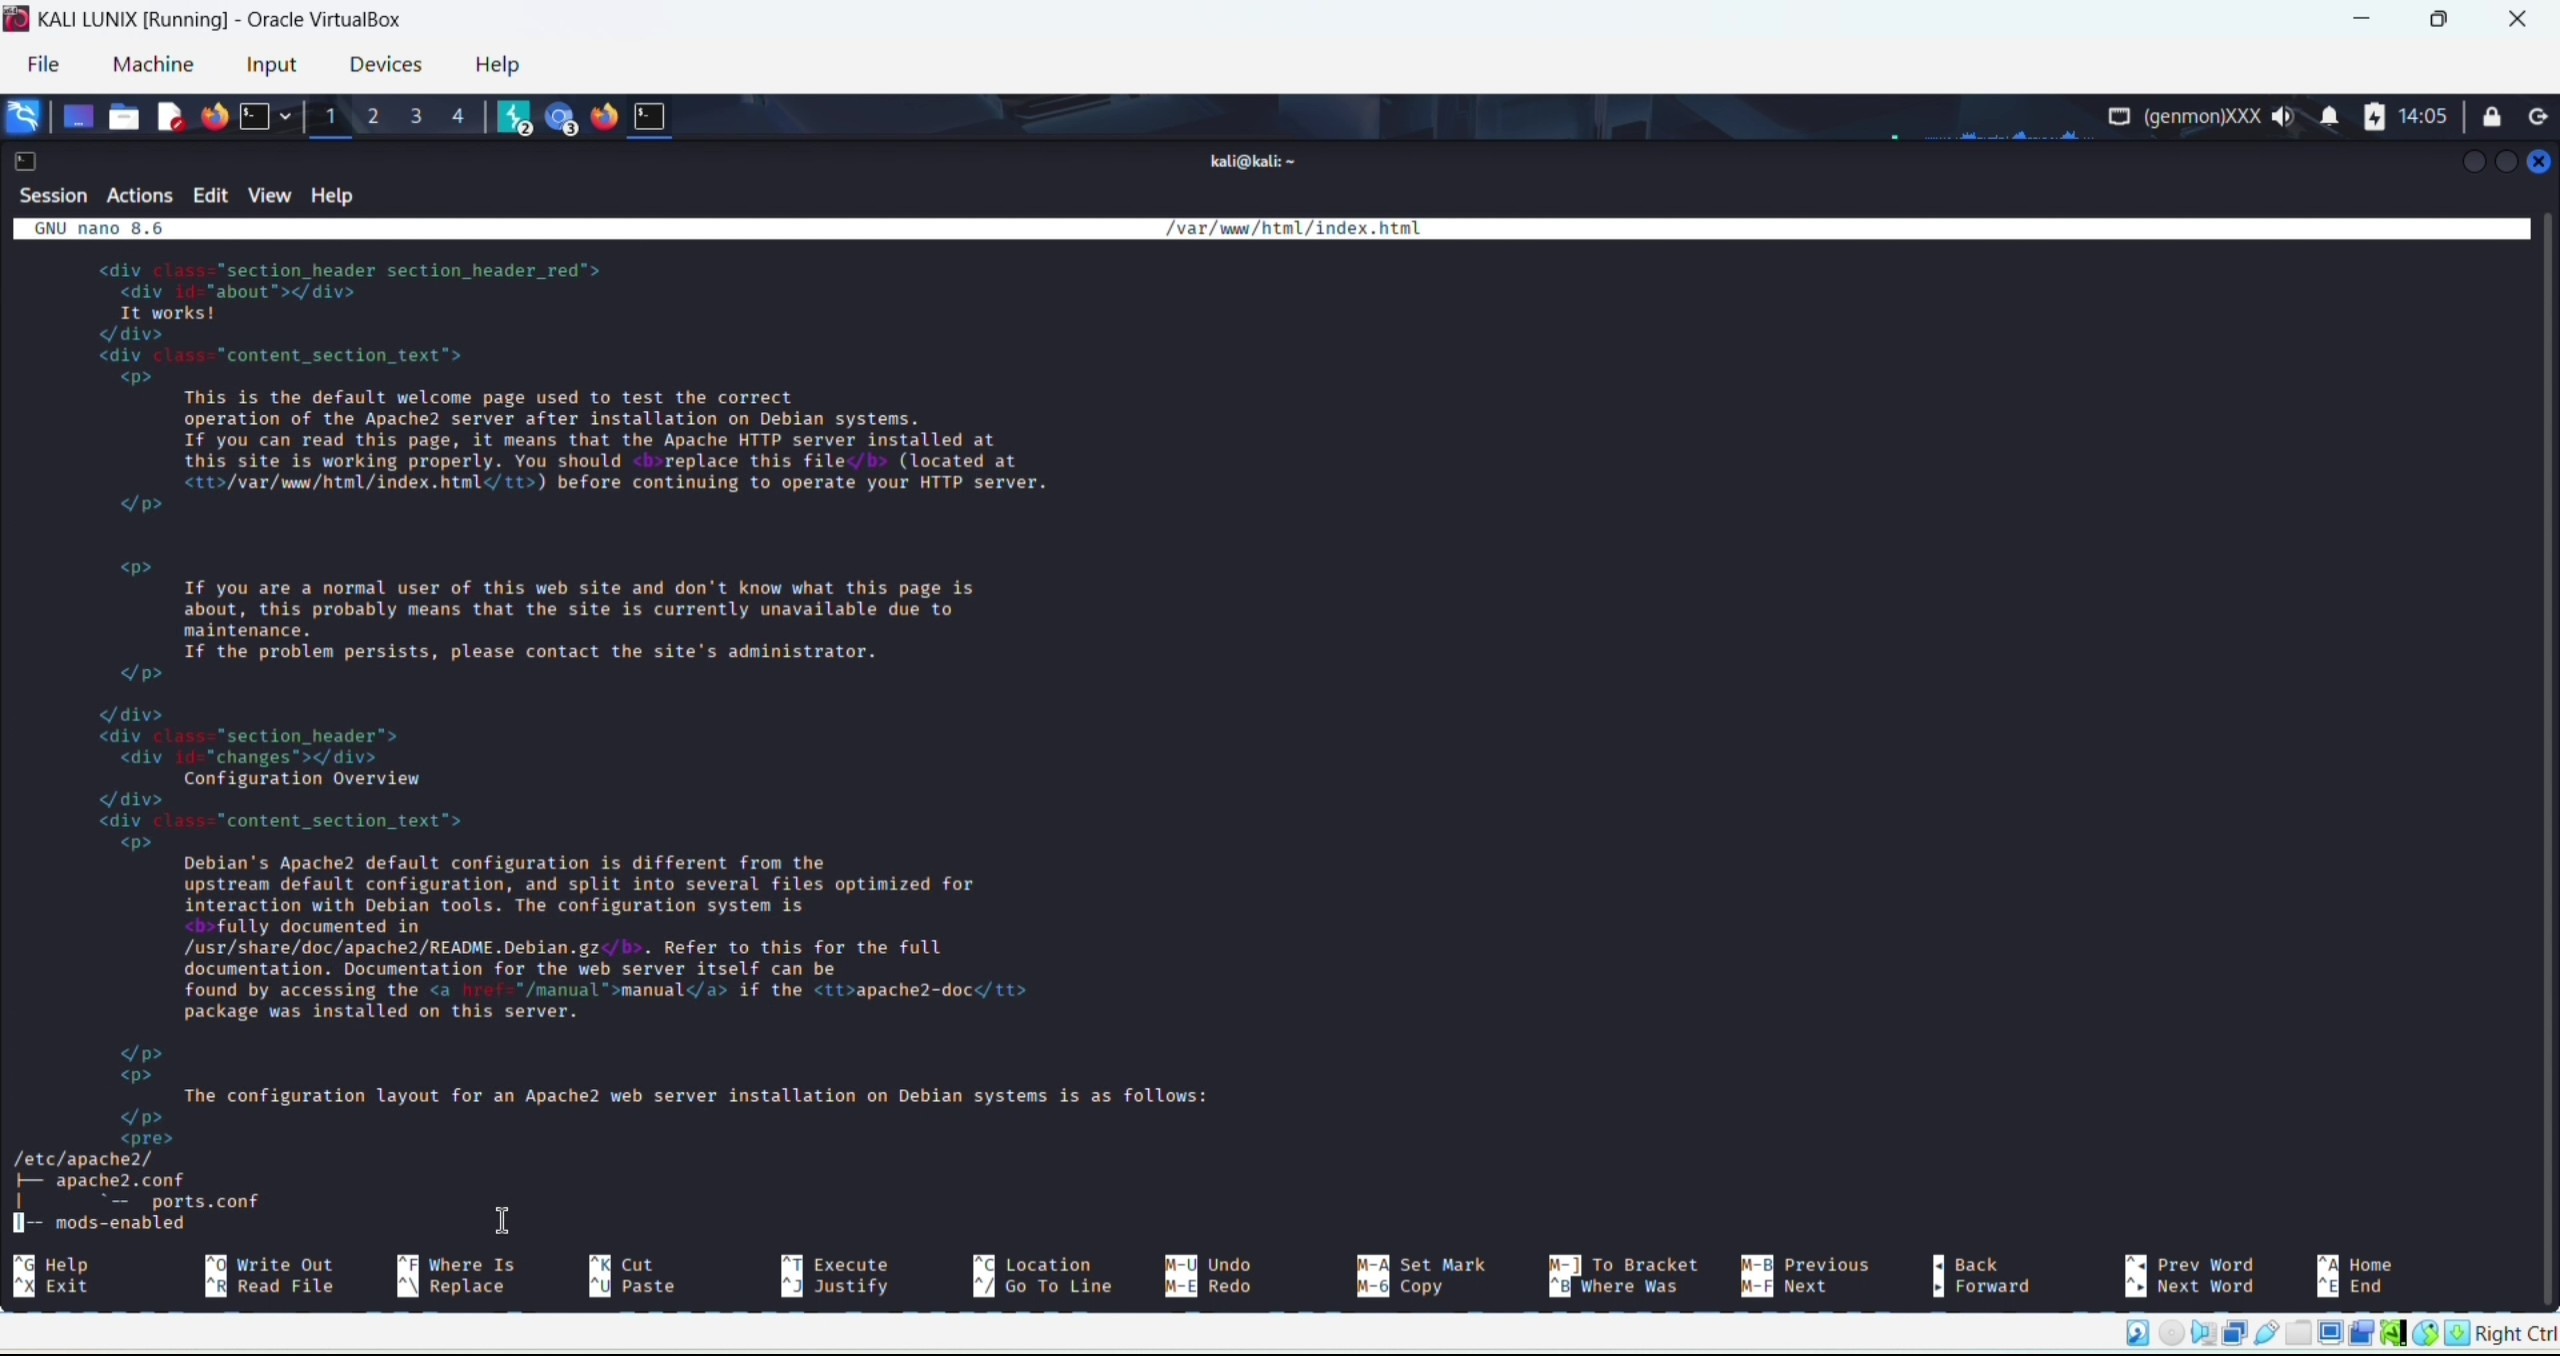 KALI LUNIX [Running] - Oracle VirtualBox
File Machine Input Devices Help
1 2 3 4 2 3 (genmon)XXX 14:05
kali@kali: ~
Session Actions Edit View Help
GNU nano 8.6 /var/www/html/index.html
<div class="section_header section_header_red">
<div id="about"></div>
It works!
</div>
<div class="content_section_text">
<p>
This is the default welcome page used to test the correct
operation of the Apache2 server after installation on Debian systems.
If you can read this page, it means that the Apache HTTP server installed at
this site is working properly. You should <b>replace this file</b> (located at
<tt>/var/www/html/index.html</tt>) before continuing to operate your HTTP server.
</p>
<p>
If you are a normal user of this web site and don't know what this page is
about, this probably means that the site is currently unavailable due to
maintenance.
If the problem persists, please contact the site's administrator.
</p>
</div>
<div class="section_header">
<div id="changes"></div>
Configuration Overview
</div>
<div class="content_section_text">
<p>
Debian's Apache2 default configuration is different from the
upstream default configuration, and split into several files optimized for
interaction with Debian tools. The configuration system is
<b>fully documented in
/usr/share/doc/apache2/README.Debian.gz</b>. Refer to this for the full
documentation. Documentation for the web server itself can be
found by accessing the <a href="/manual">manual</a> if the <tt>apache2-doc</tt>
package was installed on this server.
</p>
<p>
The configuration layout for an Apache2 web server installation on Debian systems is as follows:
</p>
<pre>
/etc/apache2/
├── apache2.conf
│       `--  ports.conf
|-- mods-enabled
^G Help ^O Write Out ^F Where Is ^K Cut ^T Execute ^C Location M-U Undo M-A Set Mark M-] To Bracket M-B Previous ◂ Back ^◂ Prev Word ^A Home
^X Exit ^R Read File ^\ Replace ^U Paste ^J Justify ^/ Go To Line M-E Redo M-6 Copy ^B Where Was M-F Next ▸ Forward ^▸ Next Word ^E End
Right Ctrl